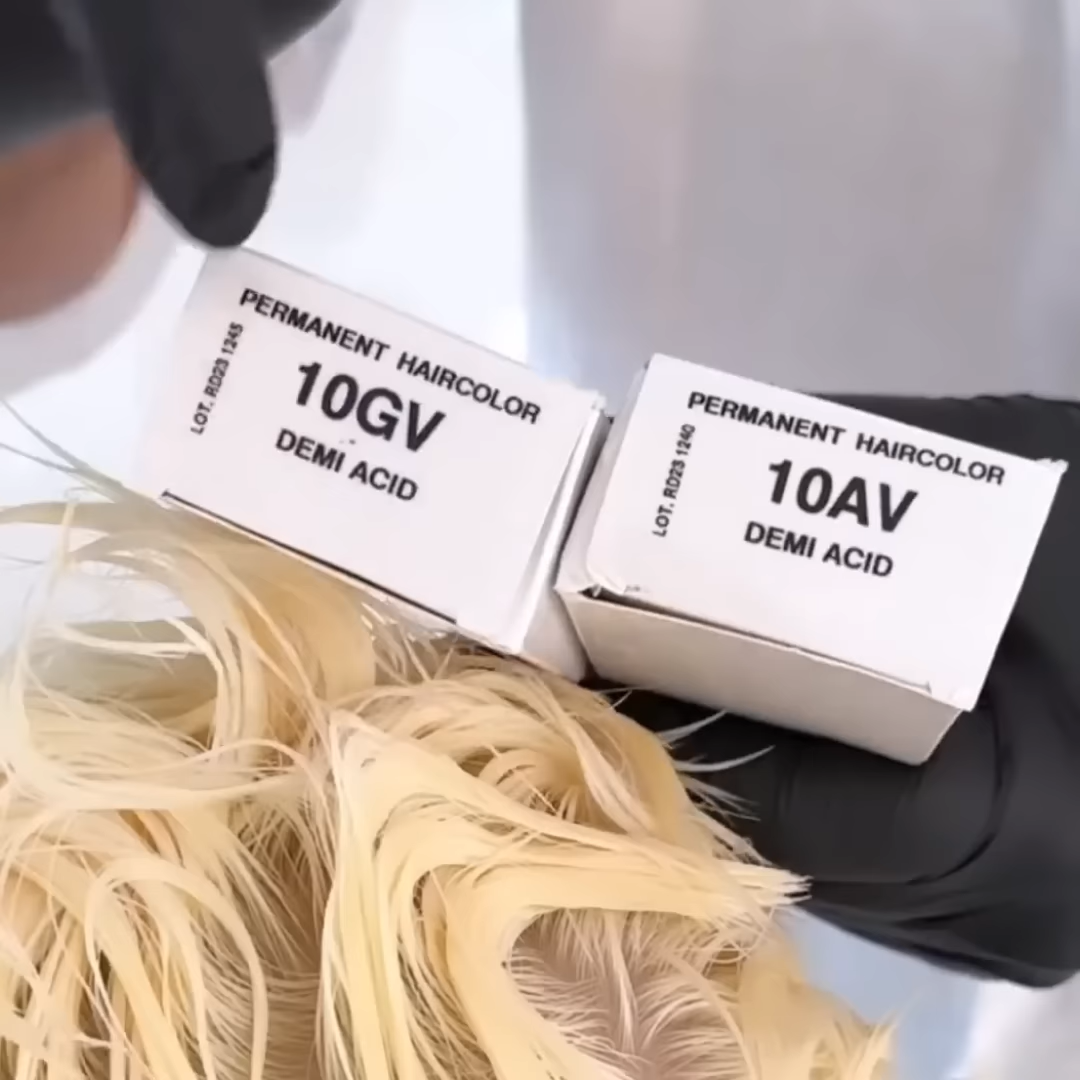 PERMANENT HAIRCOLOR
LOT. RD23 1245
10GV
DEMI ACID
PERMANENT HAIRCOLOR
LOT. RD23 1240
10AV
DEMI ACID